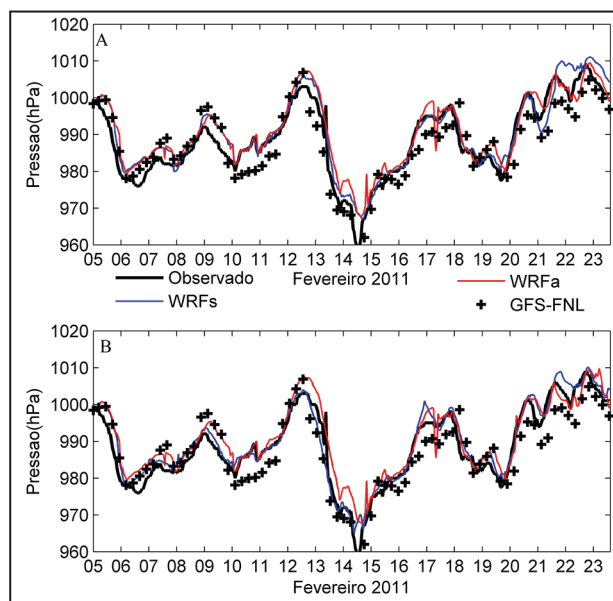 A
Pressao(hPa)
1020
1010
1000
990
980
970
960
05 06 07 08 09 10 11 12 13 14 15 16 17 18 19 20 21 22 23
Fevereiro 2011
Observado
WRFa
WRFs
GFS-FNL
B
Pressao(hPa)
1020
1010
1000
990
980
970
960
05 06 07 08 09 10 11 12 13 14 15 16 17 18 19 20 21 22 23
Fevereiro 2011